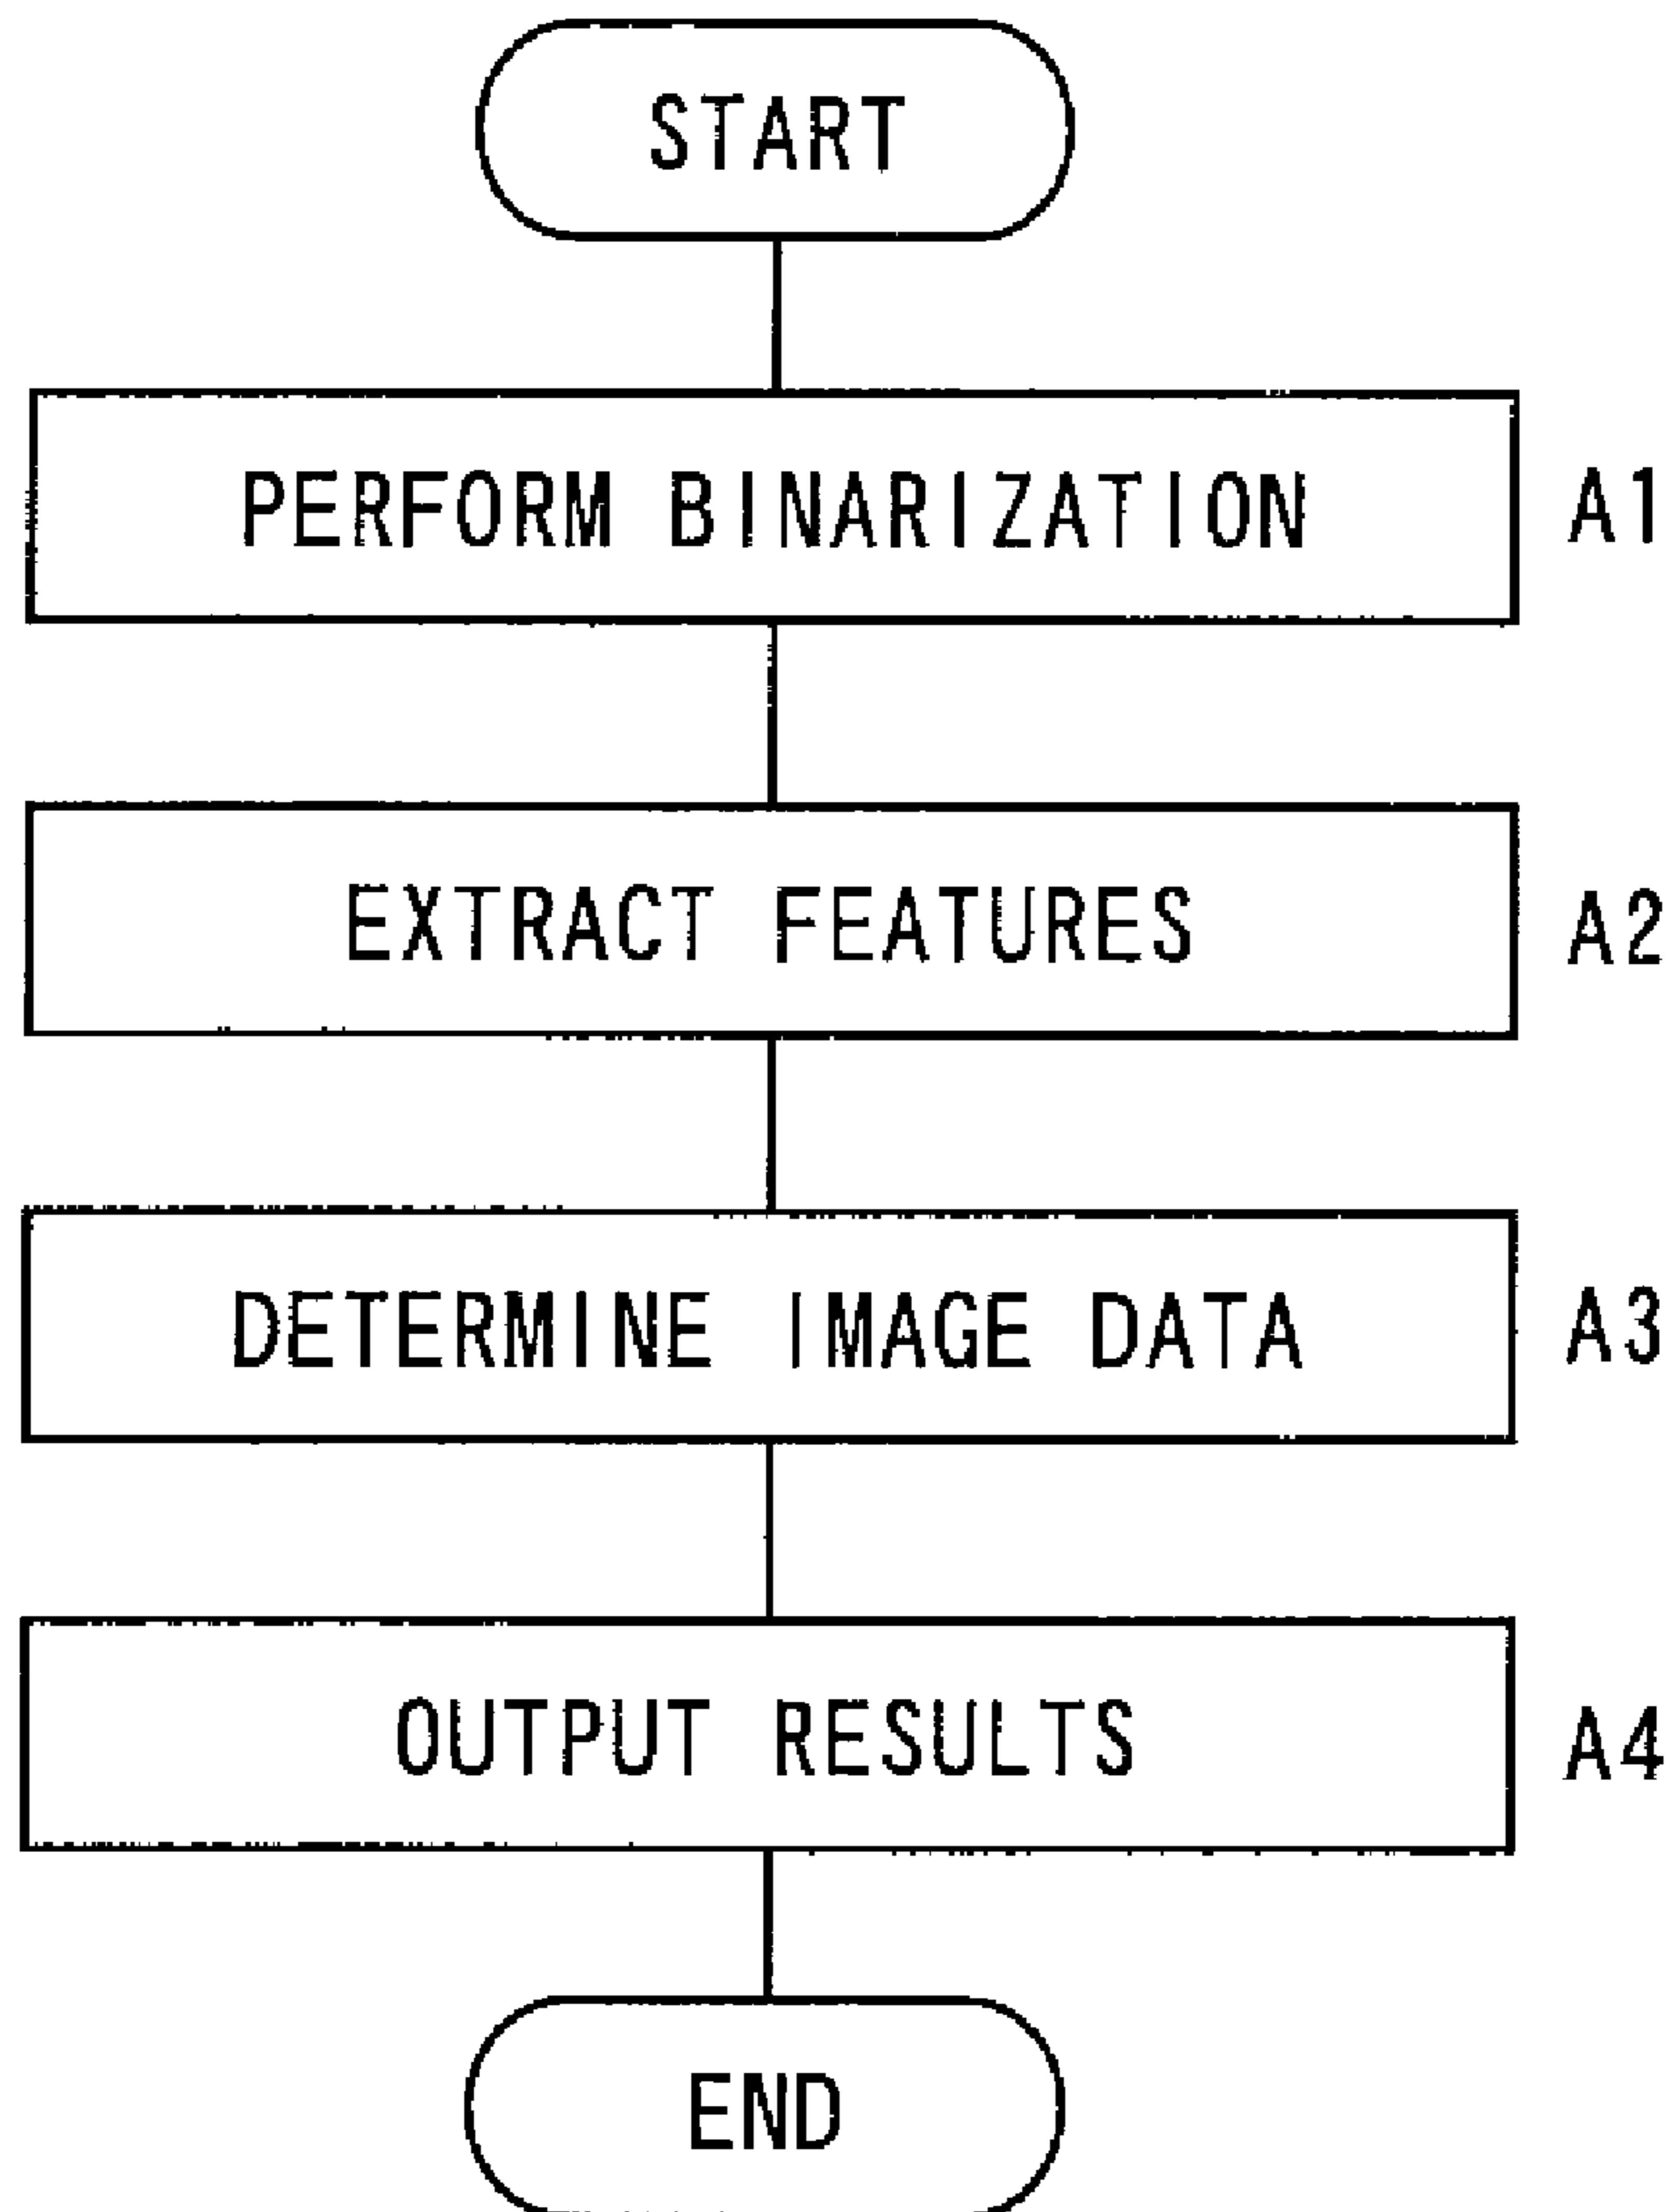 START
PERFORM BINARIZATION A1
EXTRACT FEATURES A2
DETERMINE IMAGE DATA A3
OUTPUT RESULTS A4
END